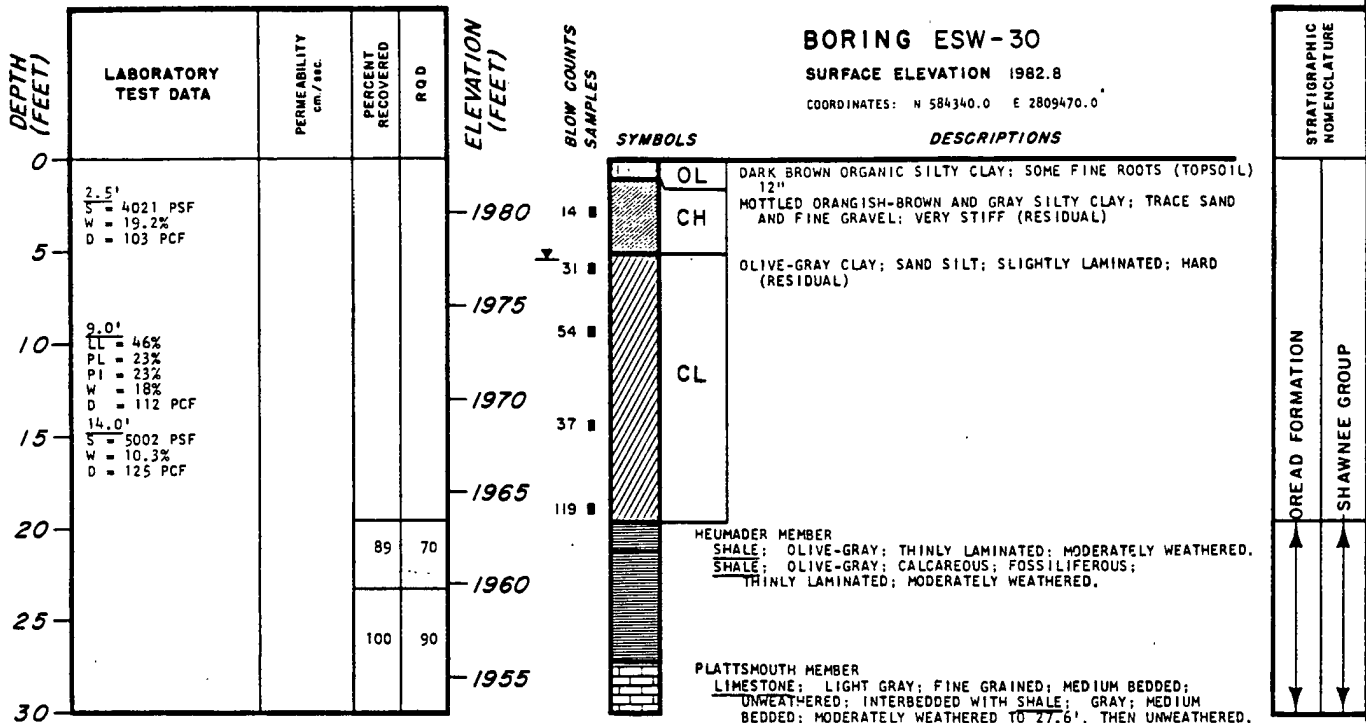 BORING ESW-30
SURFACE ELEVATION 1982.8
COORDINATES: N 584340.0 E 2809470.0'
DEPTH (FEET)
LABORATORY TEST DATA
PERMEABILITY cm./sec.
PERCENT RECOVERED
RQD
ELEVATION (FEET)
BLOW COUNTS
SAMPLES
SYMBOLS
DESCRIPTIONS
STRATIGRAPHIC NOMENCLATURE
0
5
10
15
20
25
30
2.5'
S = 4021 PSF
W = 19.2%
D = 103 PCF
9.0'
LL = 46%
PL = 23%
PI = 23%
W = 18%
D = 112 PCF
14.0'
S = 5002 PSF
W = 10.3%
D = 125 PCF
89 70
100 90
1980
1975
1970
1965
1960
1955
14
31
54
37
119
OL
CH
CL
DARK BROWN ORGANIC SILTY CLAY; SOME FINE ROOTS (TOPSOIL)
12"
MOTTLED ORANGISH-BROWN AND GRAY SILTY CLAY; TRACE SAND
AND FINE GRAVEL; VERY STIFF (RESIDUAL)
OLIVE-GRAY CLAY; SAND SILT; SLIGHTLY LAMINATED; HARD
(RESIDUAL)
HEUMADER MEMBER
SHALE; OLIVE-GRAY; THINLY LAMINATED; MODERATELY WEATHERED.
SHALE; OLIVE-GRAY; CALCAREOUS; FOSSILIFEROUS;
THINLY LAMINATED; MODERATELY WEATHERED.
PLATTSMOUTH MEMBER
LIMESTONE; LIGHT GRAY; FINE GRAINED; MEDIUM BEDDED;
UNWEATHERED; INTERBEDDED WITH SHALE; GRAY; MEDIUM
BEDDED; MODERATELY WEATHERED TO 27.6', THEN UNWEATHERED.
OREAD FORMATION
SHAWNEE GROUP